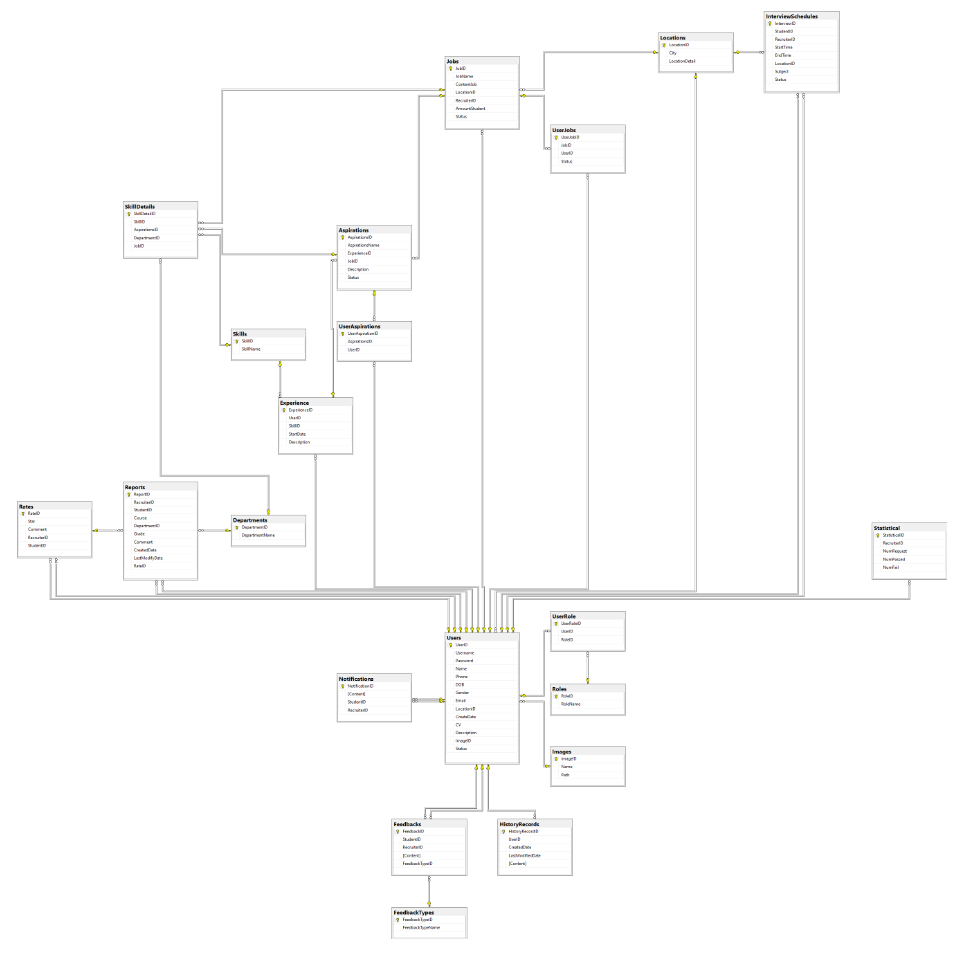 InterviewSchedules
InterviewID
StudentID
RecruiterID
StartTime
EndTime
LocationID
Subject
Status
Locations
LocationID
City
LocationDetail
Jobs
JobID
JobName
ContentJob
LocationID
RecruiterID
AmountStudent
Status
UserJobs
UserJobID
JobID
UserID
Status
SkillDetails
SkillDetailID
SkillID
AspirationsID
DepartmentID
JobID
Aspirations
AspirationsID
AspirationsName
ExperienceID
JobID
Description
Status
UserAspirations
UserAspirationID
AspirationsID
UserID
Skills
SkillID
SkillName
Experience
ExperienceID
UserID
SkillID
StartDate
Description
Reports
ReportID
RecruiterID
StudentID
Course
DepartmentID
Grade
Comment
CreatedDate
LastModifyDate
RateID
Rates
RateID
Star
Comment
RecruiterID
StudentID
Departments
DepartmentID
DepartmentName
Statistical
StatisticalID
RecruiterID
NumRequest
NumPassed
NumFail
Users
UserID
Username
Password
Name
Phone
DOB
Gender
Email
LocationID
CreateDate
CV
Description
ImageID
Status
UserRole
UserRoleID
UserID
RoleID
Roles
RoleID
RoleName
Notifications
NotificationID
[Content]
StudentID
RecruiterID
Images
ImageID
Name
Path
Feedbacks
FeedbackID
StudentID
RecruiterID
[Content]
FeedbackTypeID
HistoryRecords
HistoryRecordID
UserID
CreatedDate
LastModifiedDate
[Content]
FeedbackTypes
FeedbackTypeID
FeedbackTypeName